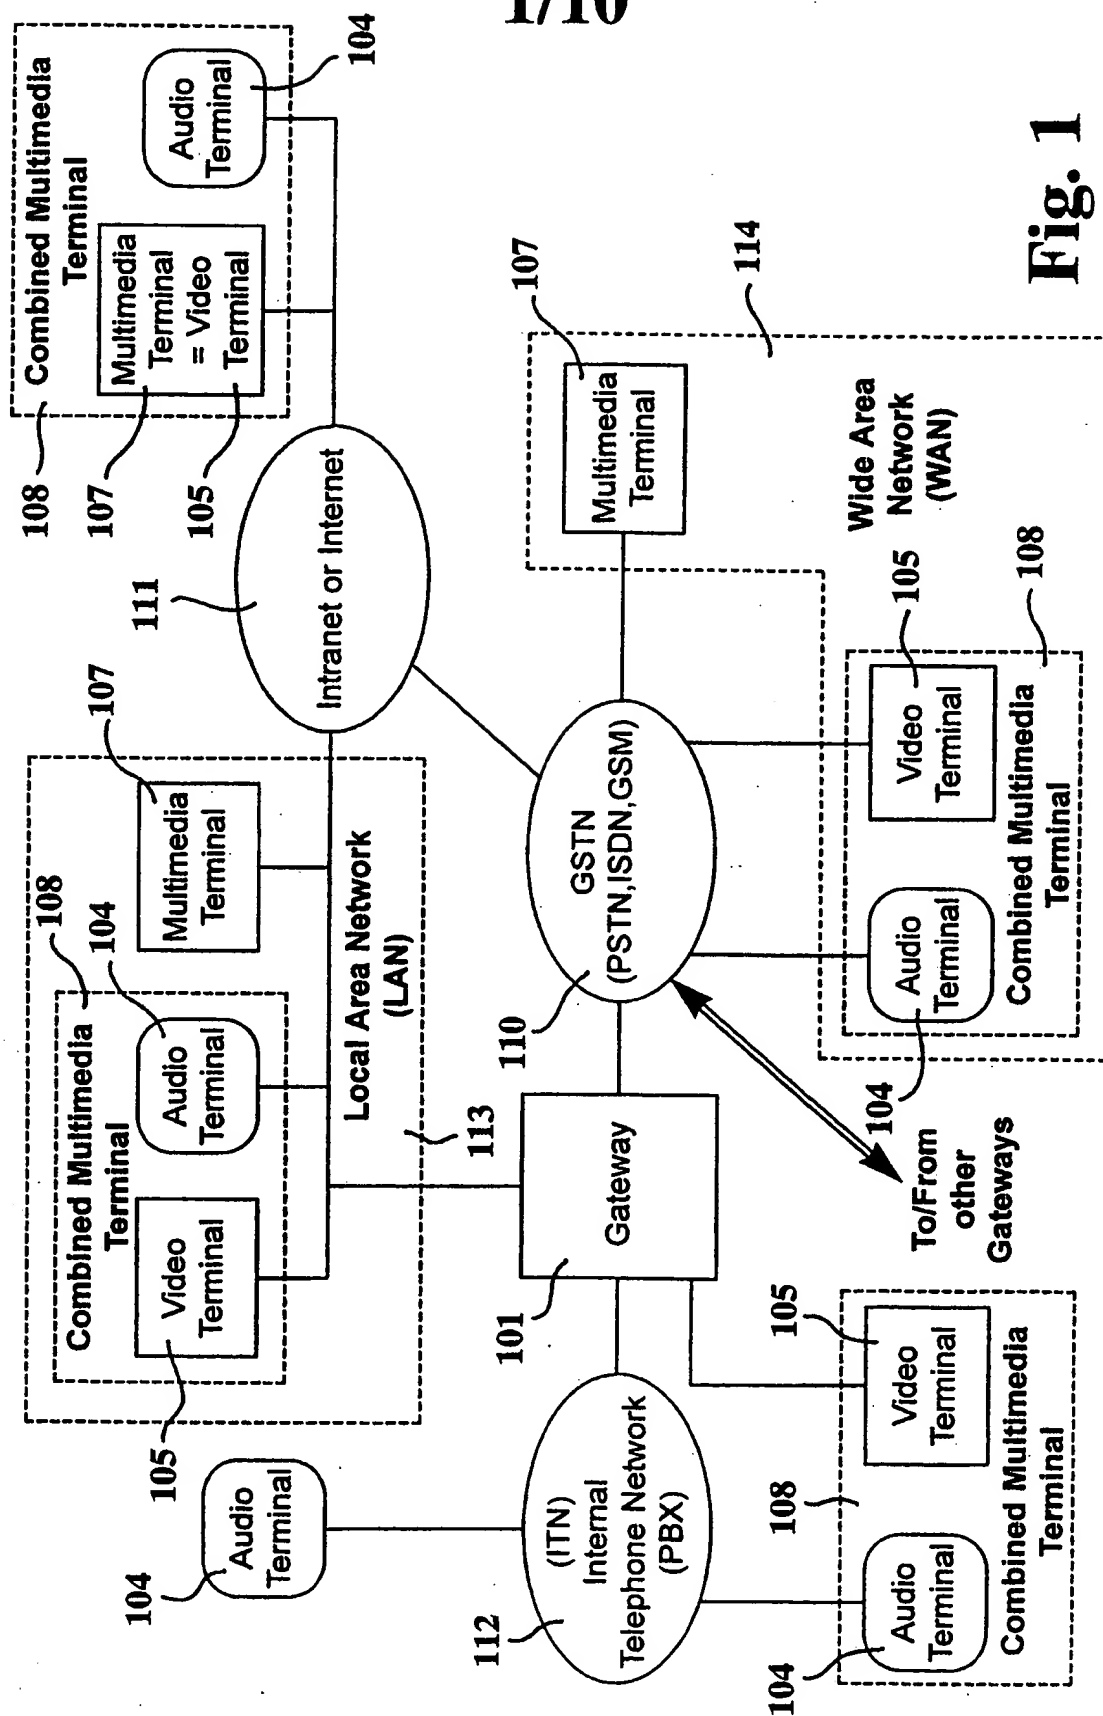 1/10
108
Combined Multimedia
Terminal
107
105
Multimedia
Terminal
= Video
Terminal
Audio
Terminal
104
111
Intranet or Internet
107
Multimedia
Terminal
108
104
Combined Multimedia
Terminal
Audio
Terminal
Video
Terminal
105
Local Area Network
(LAN)
113
104
Audio
Terminal
112
(ITN)
Internal
Telephone Network
(PBX)
101
Gateway
110
GSTN
(PSTN,ISDN,GSM)
107
Multimedia
Terminal
114
Wide Area
Network
(WAN)
105
108
Video
Terminal
Audio
Terminal
104
Combined Multimedia
Terminal
To/From
other
Gateways
105
Video
Terminal
108
Audio
Terminal
104
Combined Multimedia
Terminal
Fig. 1